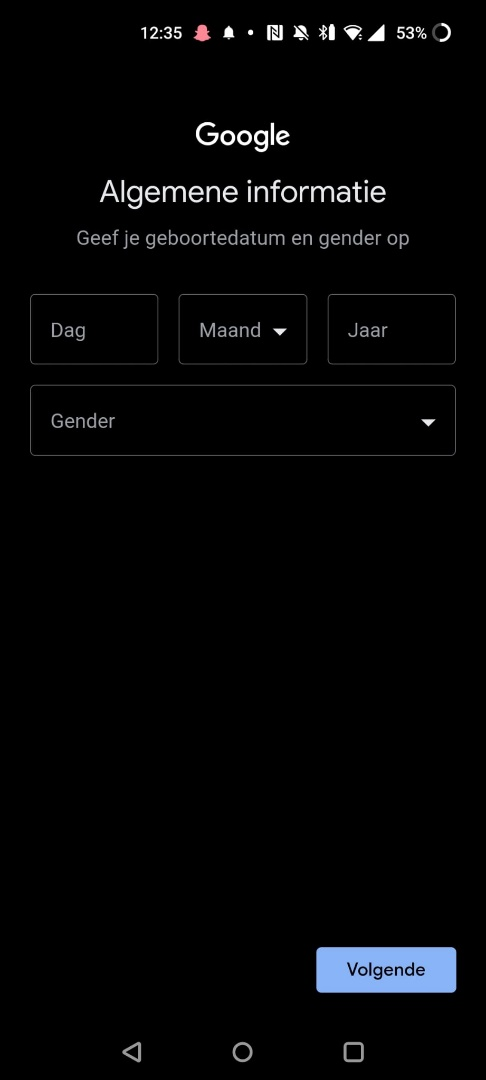 12:35 53%
Google
Algemene informatie
Geef je geboortedatum en gender op
Dag Maand Jaar
Gender
Volgende